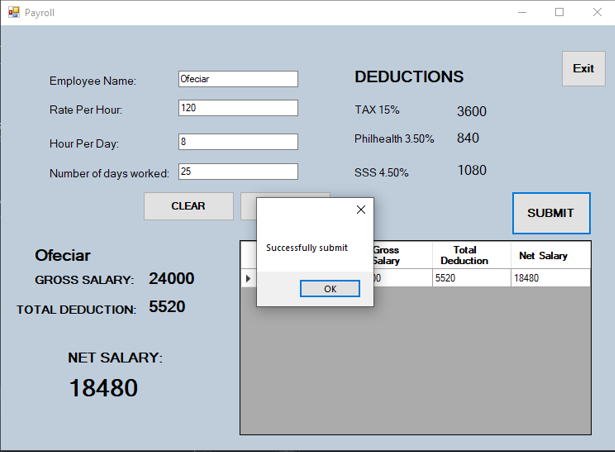 Payroll
Exit
Employee Name: Ofeciar
DEDUCTIONS
Rate Per Hour: 120
TAX 15% 3600
Hour Per Day: 8
Philhealth 3.50% 840
Number of days worked: 25
SSS 4.50% 1080
CLEAR
SUBMIT
Successfully submit
OK
Ofeciar
GROSS SALARY: 24000
TOTAL DEDUCTION: 5520
NET SALARY:
18480
Gross Total Net Salary
Salary Deduction
5520 18480